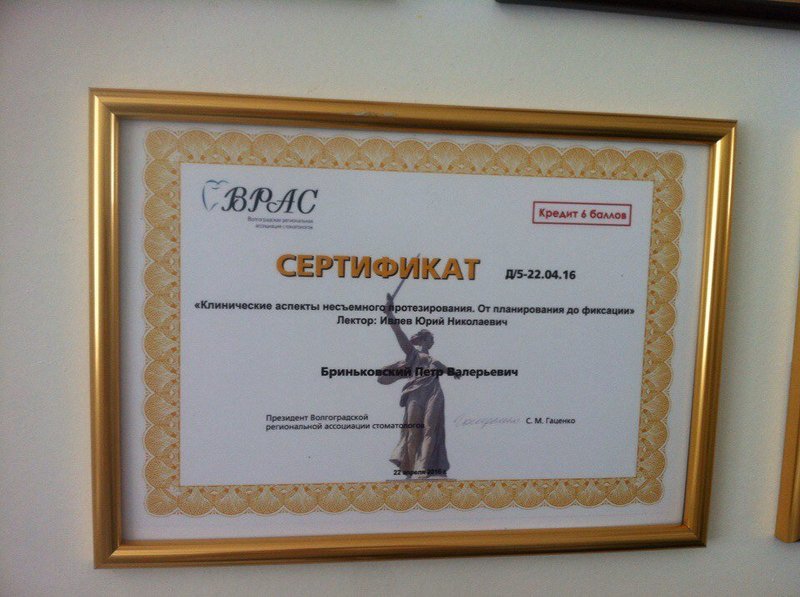 ВРАС
Волгоградская региональная
ассоциация стоматологов
Кредит 6 баллов
СЕРТИФИКАТ
Д/5-22.04.16
«Клинические аспекты несъемного протезирования. От планирования до фиксации»
Лектор: Ивлев Юрий Николаевич
Бриньковский Петр Валерьевич
Президент Волгоградской
региональной ассоциации стоматологов
С. М. Гаценко
22 апреля 2016 г.